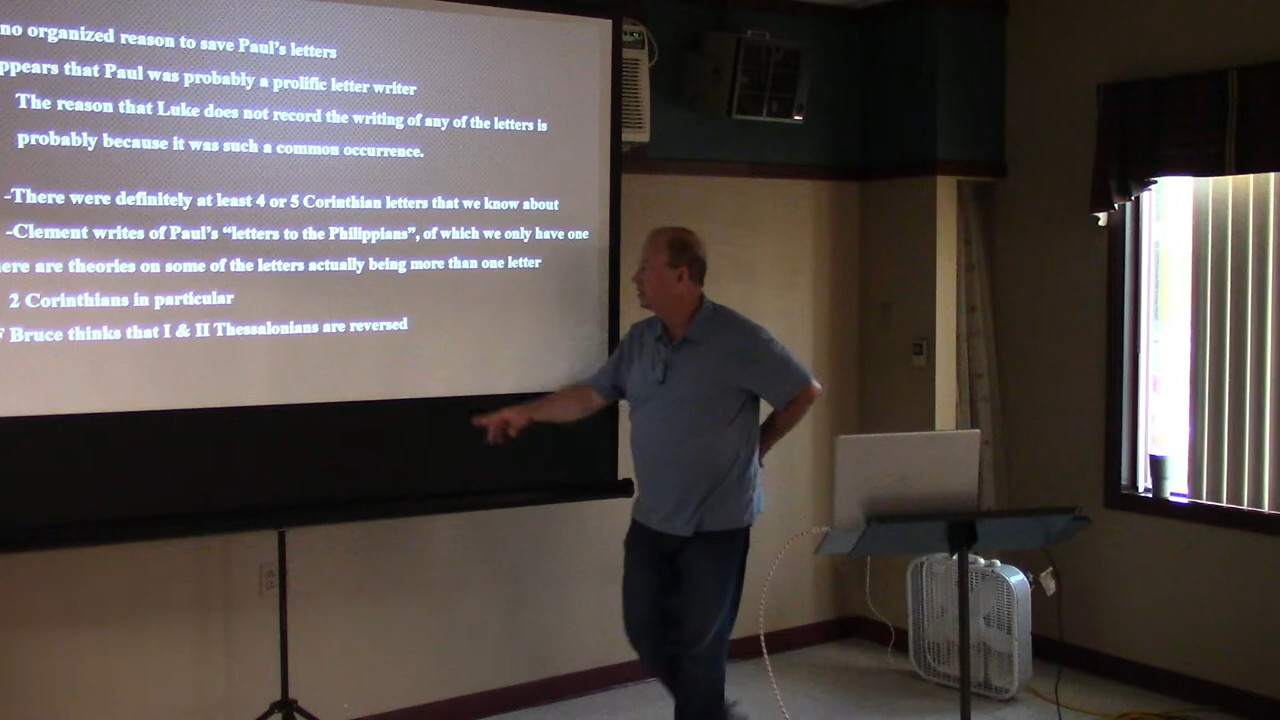 no organized reason to save Paul's letters
ppears that Paul was probably a prolific letter writer
The reason that Luke does not record the writing of any of the letters is
probably because it was such a common occurrence.
-There were definitely at least 4 or 5 Corinthian letters that we know about
-Clement writes of Paul's "letters to the Philippians", of which we only have one
ere are theories on some of the letters actually being more than one letter
2 Corinthians in particular
F Bruce thinks that I & II Thessalonians are reversed